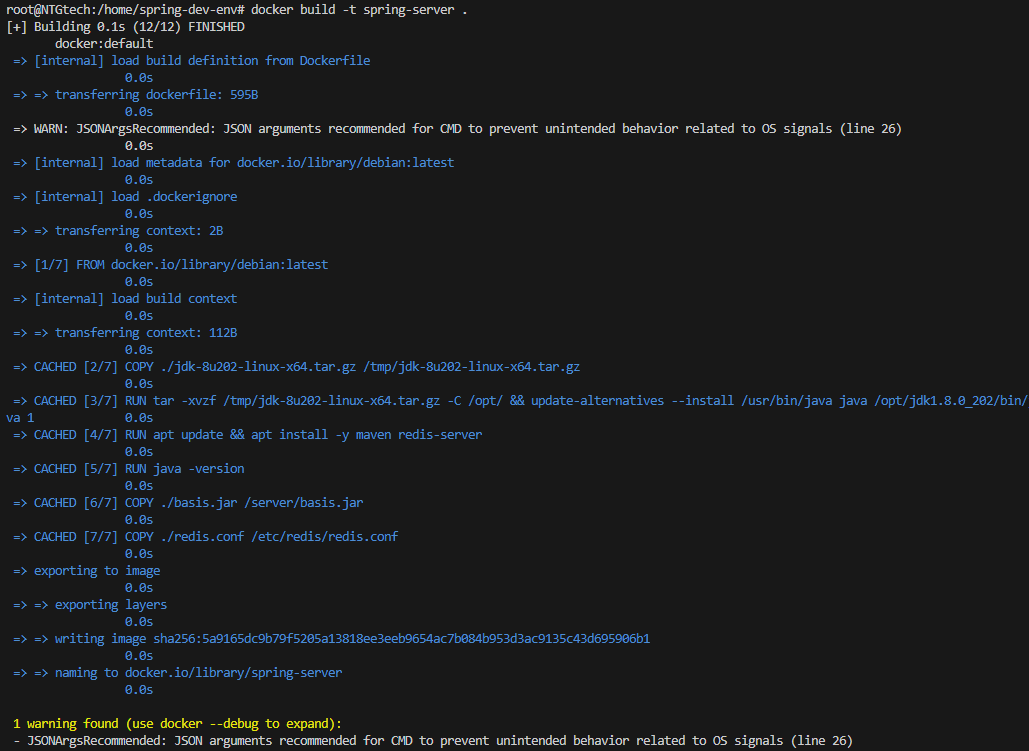 root@NTGtech:/home/spring-dev-env# docker build -t spring-server .
[+] Building 0.1s (12/12) FINISHED
docker:default
=> [internal] load build definition from Dockerfile
0.0s
=> => transferring dockerfile: 595B
0.0s
=> WARN: JSONArgsRecommended: JSON arguments recommended for CMD to prevent unintended behavior related to OS signals (line 26)
0.0s
=> [internal] load metadata for docker.io/library/debian:latest
0.0s
=> [internal] load .dockerignore
0.0s
=> => transferring context: 2B
0.0s
=> [1/7] FROM docker.io/library/debian:latest
0.0s
=> [internal] load build context
0.0s
=> => transferring context: 112B
0.0s
=> CACHED [2/7] COPY ./jdk-8u202-linux-x64.tar.gz /tmp/jdk-8u202-linux-x64.tar.gz
0.0s
=> CACHED [3/7] RUN tar -xvzf /tmp/jdk-8u202-linux-x64.tar.gz -C /opt/ && update-alternatives --install /usr/bin/java java /opt/jdk1.8.0_202/bin/
va 1 0.0s
=> CACHED [4/7] RUN apt update && apt install -y maven redis-server
0.0s
=> CACHED [5/7] RUN java -version
0.0s
=> CACHED [6/7] COPY ./basis.jar /server/basis.jar
0.0s
=> CACHED [7/7] COPY ./redis.conf /etc/redis/redis.conf
0.0s
=> exporting to image
0.0s
=> => exporting layers
0.0s
=> => writing image sha256:5a9165dc9b79f5205a13818ee3eeb9654ac7b084b953d3ac9135c43d695906b1
0.0s
=> => naming to docker.io/library/spring-server
0.0s
1 warning found (use docker --debug to expand):
- JSONArgsRecommended: JSON arguments recommended for CMD to prevent unintended behavior related to OS signals (line 26)